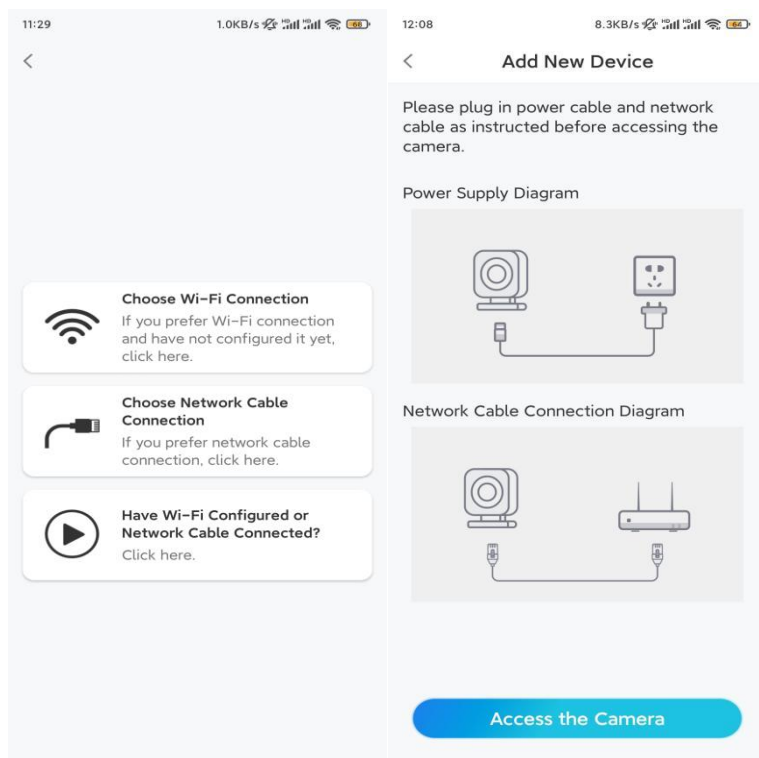 11:29
1.0KB/s
68
Choose Wi-Fi Connection
If you prefer Wi-Fi connection
and have not configured it yet,
click here.
Choose Network Cable
Connection
If you prefer network cable
connection, click here.
Have Wi-Fi Configured or
Network Cable Connected?
Click here.
12:08
8.3KB/s
64
Add New Device
Please plug in power cable and network
cable as instructed before accessing the
camera.
Power Supply Diagram
Network Cable Connection Diagram
Access the Camera